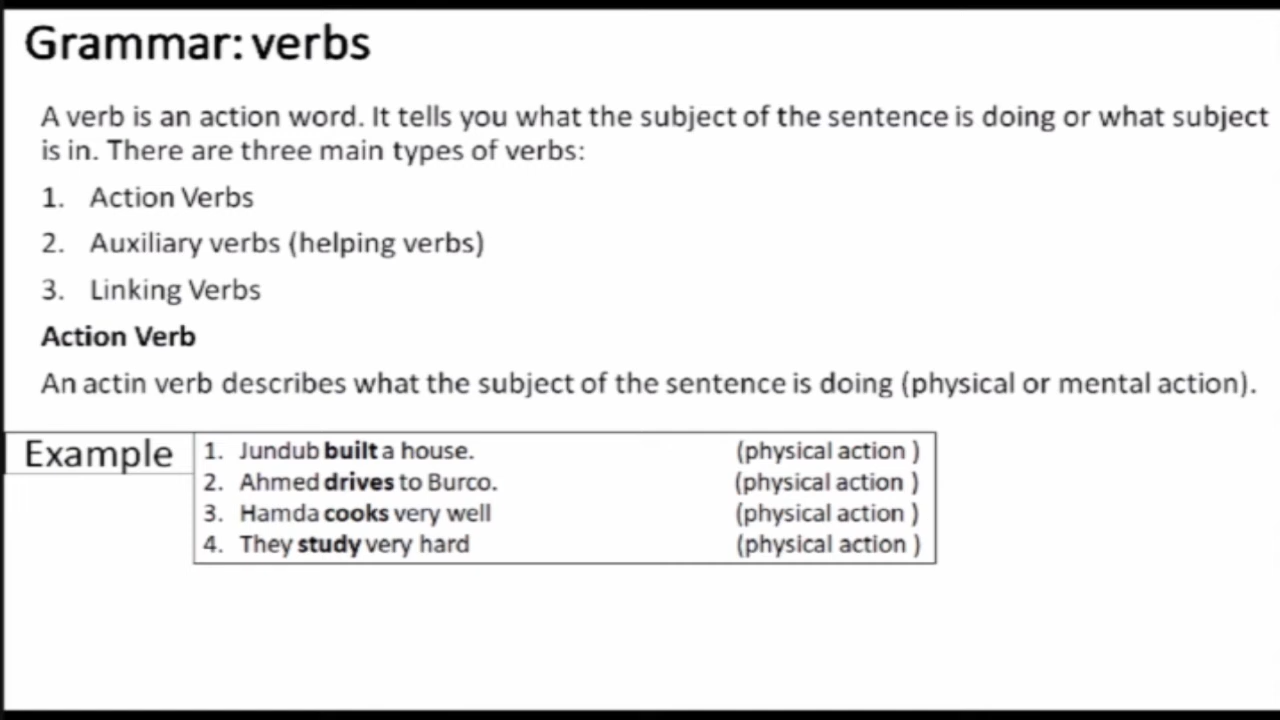 Grammar: verbs
A verb is an action word. It tells you what the subject of the sentence is doing or what subject
is in. There are three main types of verbs:
1. Action Verbs
2. Auxiliary verbs (helping verbs)
3. Linking Verbs
Action Verb
An actin verb describes what the subject of the sentence is doing (physical or mental action).
Example
1. Jundub built a house. (physical action )
2. Ahmed drives to Burco. (physical action )
3. Hamda cooks very well (physical action )
4. They study very hard (physical action )